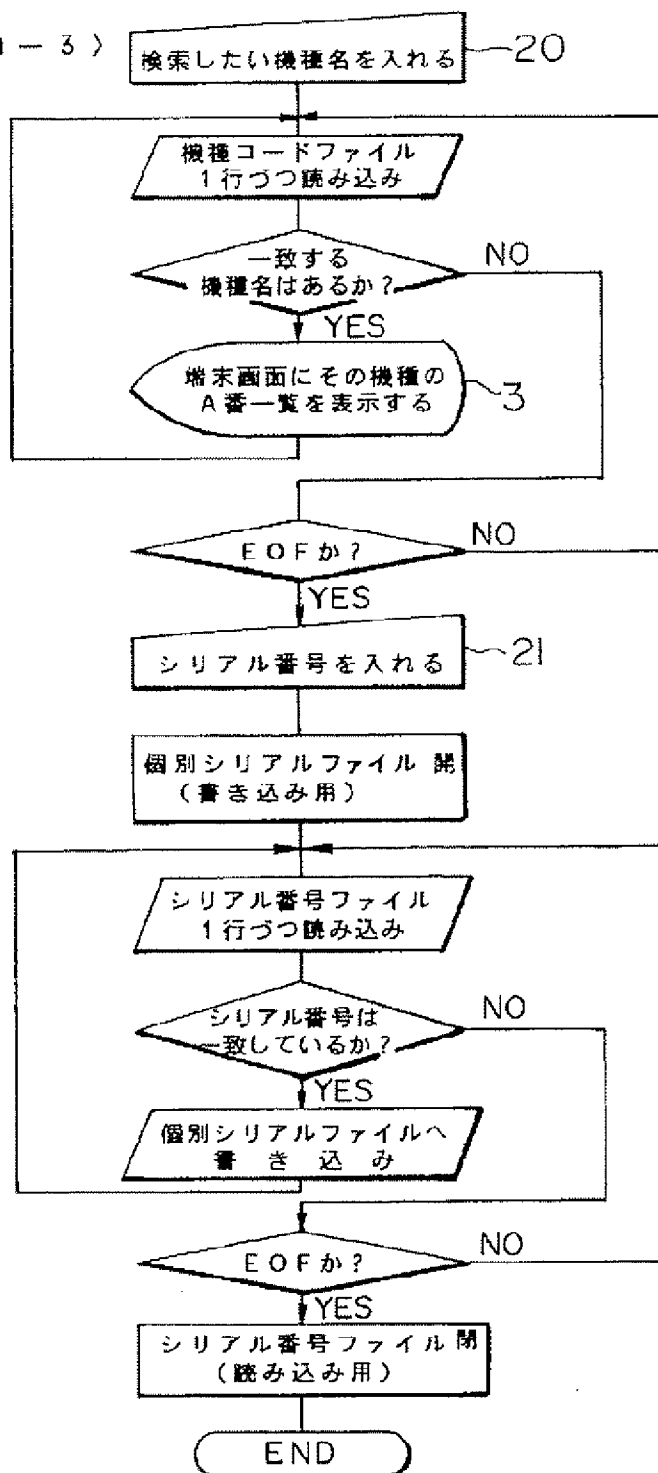 1－3〉
検索したい機種名を入れる
20
機種コードファイル
1行づつ読み込み
一致する
機種名はあるか？
NO
YES
端末画面にその機種の
A番一覧を表示する
3
EOFか？
NO
YES
シリアル番号を入れる
21
個別シリアルファイル 開
（書き込み用）
シリアル番号ファイル
1行づつ読み込み
シリアル番号は
一致しているか？
NO
YES
個別シリアルファイルへ
書き込み
EOFか？
NO
YES
シリアル番号ファイル 閉
（読み込み用）
END